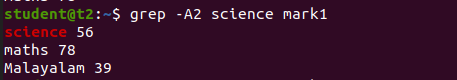 student@t2:~$ grep -A2 science mark1
science 56
maths 78
Malayalam 39